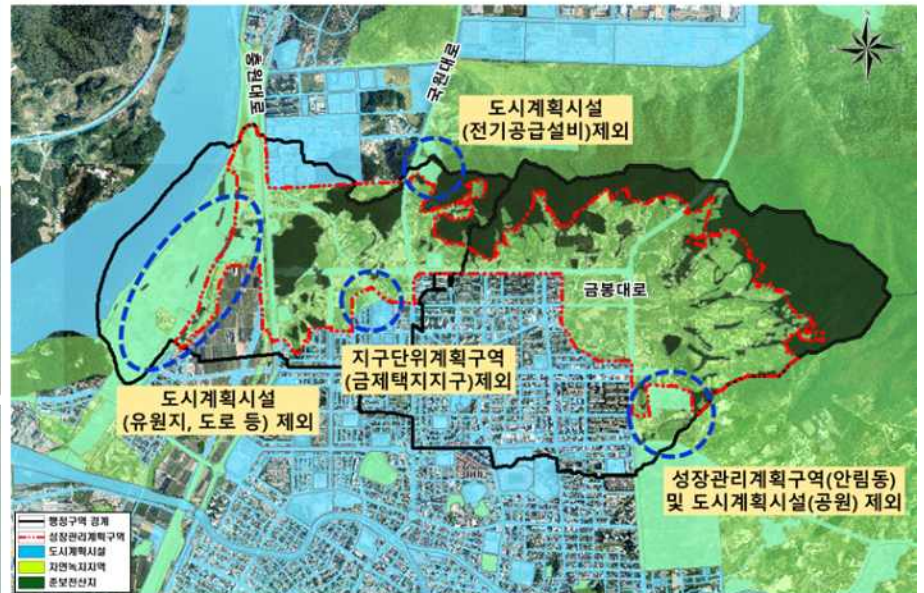 충원대로
국원대로
도시계획시설
(전기공급설비)제외
금봉대로
지구단위계획구역
(금제택지지구)제외
도시계획시설
(유원지, 도로 등) 제외
성장관리계획구역(안림동)
및 도시계획시설(공원) 제외
행정구역 경계
성장관리계획구역
도시계획시설
자연녹지지역
준보전산지